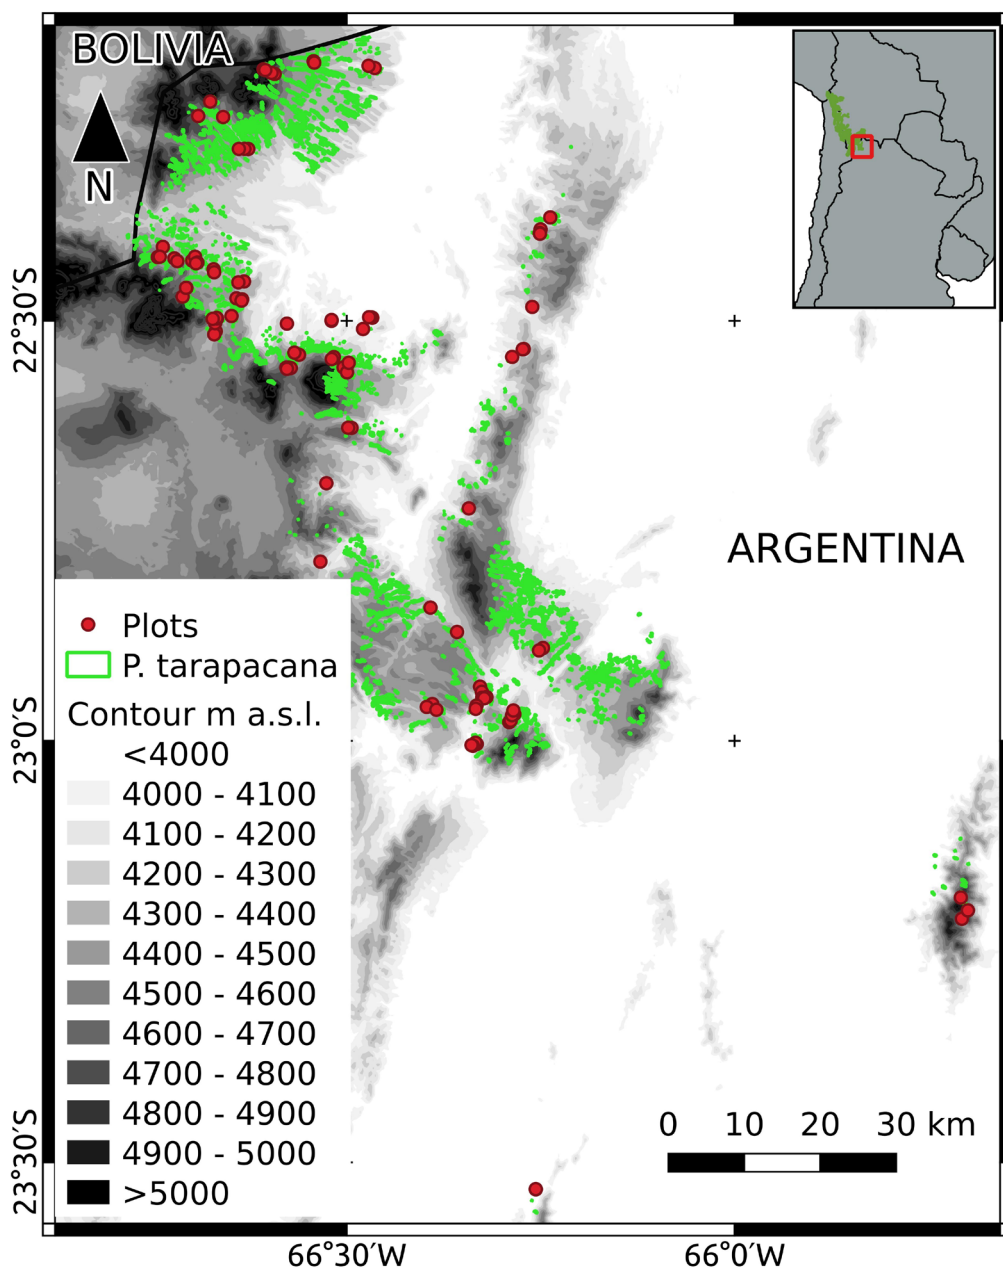 BOLIVIA
N
22°30′S
ARGENTINA
Plots
P. tarapacana
Contour m a.s.l.
<4000
4000 - 4100
4100 - 4200
4200 - 4300
4300 - 4400
4400 - 4500
4500 - 4600
4600 - 4700
4700 - 4800
4800 - 4900
4900 - 5000
>5000
23°0′S
0 10 20 30 km
23°30′S
66°30′W 66°0′W